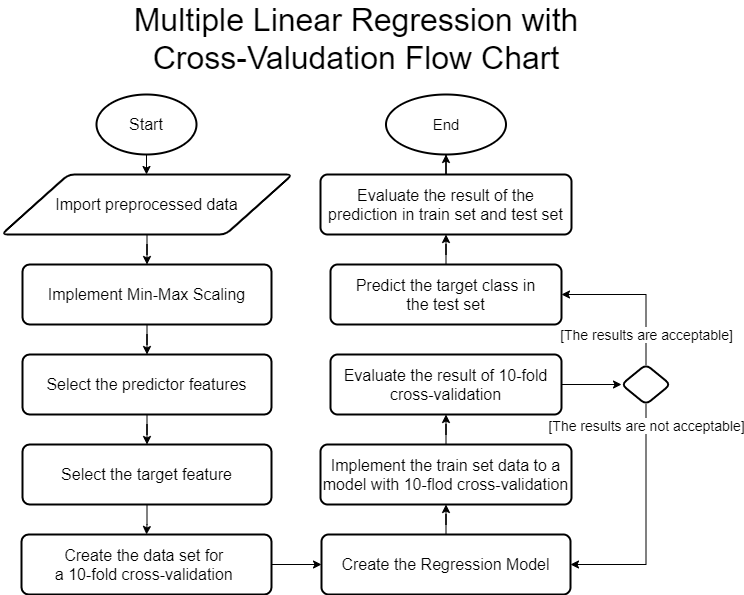 Multiple Linear Regression with
Cross-Valudation Flow Chart
Start
Import preprocessed data
Implement Min-Max Scaling
Select the predictor features
Select the target feature
Create the data set for
a 10-fold cross-validation
Create the Regression Model
Implement the train set data to a
model with 10-flod cross-validation
Evaluate the result of 10-fold
cross-validation
[The results are acceptable]
[The results are not acceptable]
Predict the target class in
the test set
Evaluate the result of the
prediction in train set and test set
End